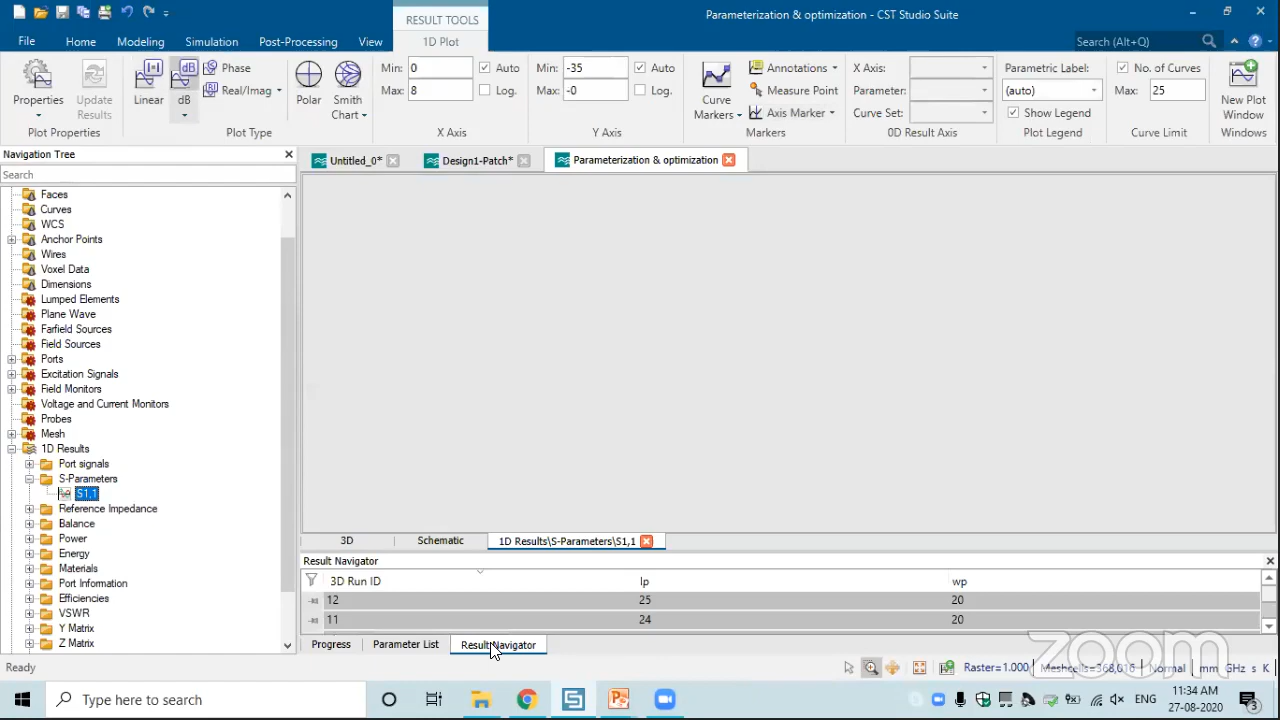 RESULT TOOLS
Parameterization & optimization - CST Studio Suite
File Home Modeling Simulation Post-Processing View 1D Plot Search (Alt+Q)
Properties
Update Results
Linear
dB
Phase
Real/Imag
Polar
Smith Chart
Min: 0 Auto
Max: 8 Log.
Min: -35 Auto
Max: -0 Log.
Curve Markers
Annotations
Measure Point
Axis Marker
X Axis:
Parameter:
Curve Set:
Parametric Label:
(auto)
Show Legend
No. of Curves
Max: 25
New Plot Window
Plot Properties Plot Type X Axis Y Axis Markers 0D Result Axis Plot Legend Curve Limit Windows
Navigation Tree
Untitled_0* Design1-Patch* Parameterization & optimization
Search
Faces
Curves
WCS
Anchor Points
Wires
Voxel Data
Dimensions
Lumped Elements
Plane Wave
Farfield Sources
Field Sources
Ports
Excitation Signals
Field Monitors
Voltage and Current Monitors
Probes
Mesh
1D Results
Port signals
S-Parameters
S1,1
Reference Impedance
Balance
Power
Energy
Materials
Port Information
Efficiencies
VSWR
Y Matrix
Z Matrix
3D Schematic 1D Results\S-Parameters\S1,1
Result Navigator
3D Run ID lp wp
12 25 20
11 24 20
Progress Parameter List Result Navigator
zoom
Ready Raster=1.000 Meshcells=368,016 Normal mm GHz s K
Type here to search
ENG
11:34 AM
27-08-2020
3